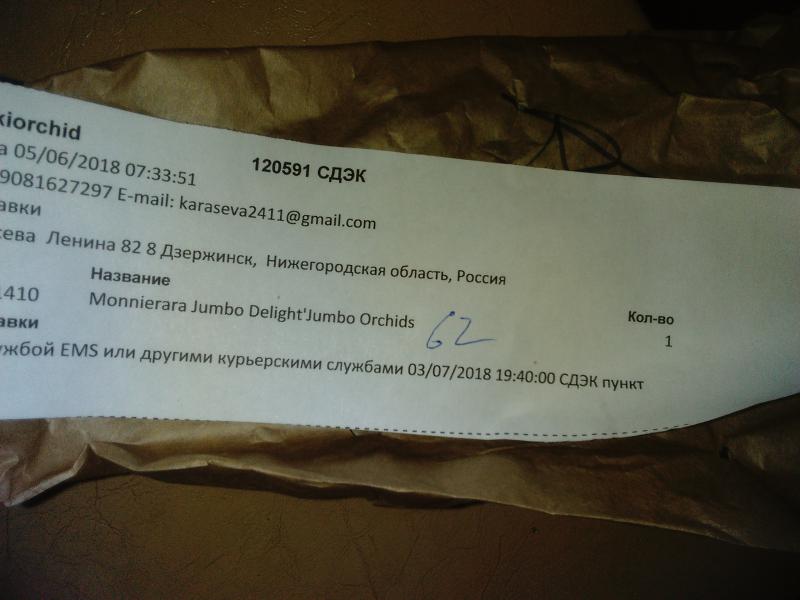 kiorchid
а 05/06/2018 07:33:51
120591 СДЭК
9081627297 E-mail: karaseva2411@gmail.com
авки
сева Ленина 82 8 Дзержинск, Нижегородская область, Россия
Название
Кол-во
1410 Monnierara Jumbo Delight'Jumbo Orchids 62 1
авки
ужбой EMS или другими курьерскими службами 03/07/2018 19:40:00 СДЭК пункт